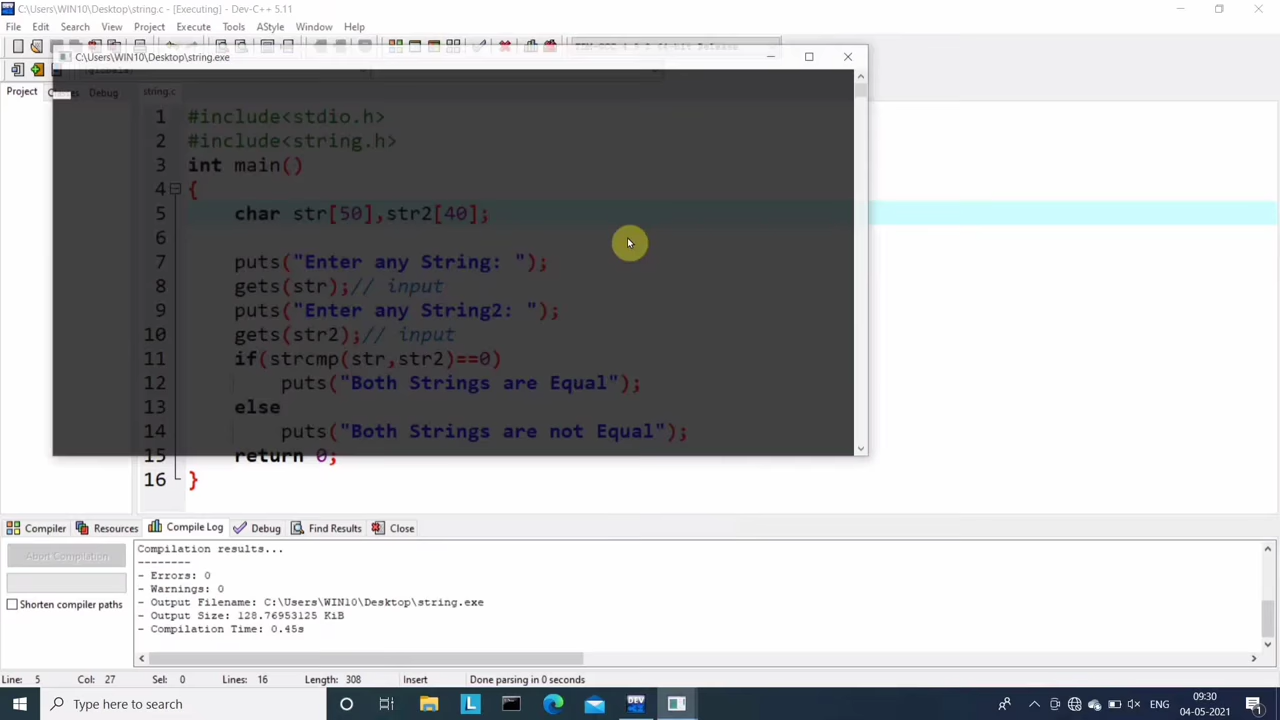 C:\Users\WIN10\Desktop\string.c - [Executing] - Dev-C++ 5.11
File Edit Search View Project Execute Tools AStyle Window Help
C:\Users\WIN10\Desktop\string.exe
Project Debug
string.c
1 #include<stdio.h>
2 #include<string.h>
3 int main()
4 {
5 char str[50],str2[40];
6
7 puts("Enter any String: ");
8 gets(str);// input
9 puts("Enter any String2: ");
10 gets(str2);// input
11 if(strcmp(str,str2)==0)
12 puts("Both Strings are Equal");
13 else
14 puts("Both Strings are not Equal");
15 return 0;
16 }
Compiler Resources Compile Log Debug Find Results Close
Abort Compilation
Shorten compiler paths
Compilation results...
--------
- Errors: 0
- Warnings: 0
- Output Filename: C:\Users\WIN10\Desktop\string.exe
- Output Size: 128.76953125 KiB
- Compilation Time: 0.45s
Line: 5 Col: 27 Sel: 0 Lines: 16 Length: 308 Insert Done parsing in 0 seconds
Type here to search
09:30
04-05-2021